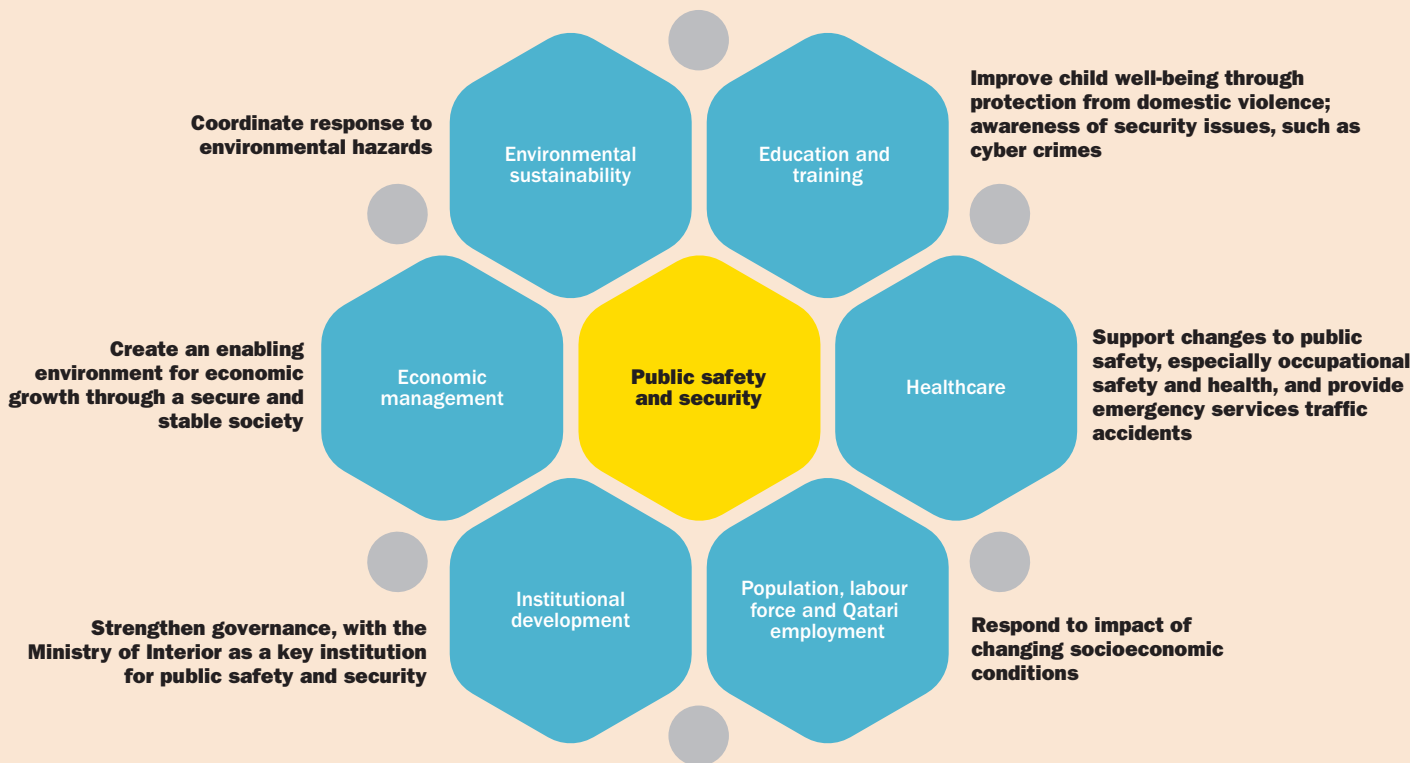 Coordinate response to
environmental hazards
Environmental
sustainability
Education and
training
Improve child well-being through
protection from domestic violence;
awareness of security issues, such as
cyber crimes
Create an enabling
environment for economic
growth through a secure and
stable society
Economic
management
Public safety
and security
Healthcare
Support changes to public
safety, especially occupational
safety and health, and provide
emergency services traffic
accidents
Strengthen governance, with the
Ministry of Interior as a key institution
for public safety and security
Institutional
development
Population, labour
force and Qatari
employment
Respond to impact of
changing socioeconomic
conditions